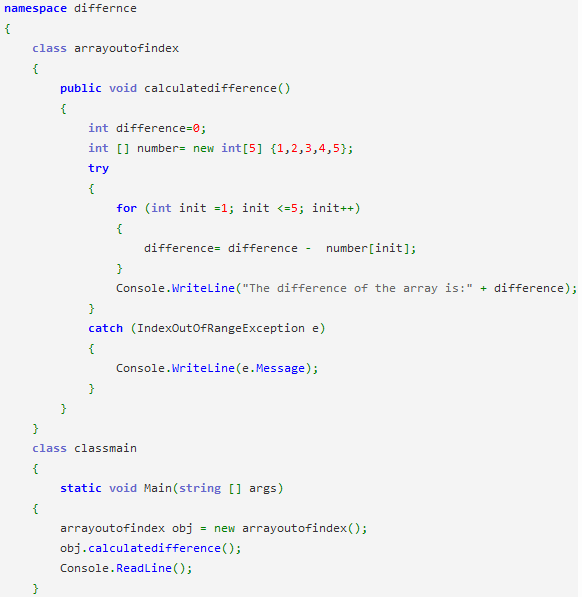 namespace differnce
{
    class arrayoutofindex
    {
        public void calculatedifference()
        {
            int difference=0;
            int [] number= new int[5] {1,2,3,4,5};
            try
            {
                for (int init =1; init <=5; init++)
                {
                    difference= difference -  number[init];
                }
                Console.WriteLine("The difference of the array is:" + difference);
            }
            catch (IndexOutOfRangeException e)
            {
                Console.WriteLine(e.Message);
            }
        }
    }
    class classmain
    {
        static void Main(string [] args)
    {
        arrayoutofindex obj = new arrayoutofindex();
        obj.calculatedifference();
        Console.ReadLine();
    }